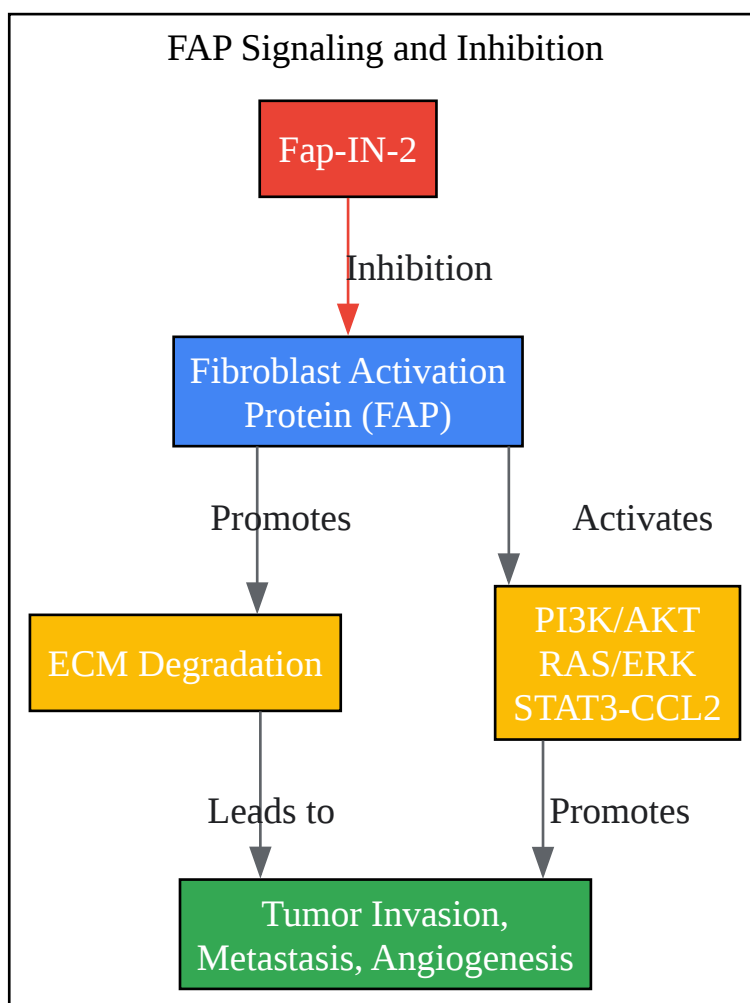 FAP Signaling and Inhibition
Fap-IN-2
Inhibition
Fibroblast Activation
Protein (FAP)
Promotes
Activates
ECM Degradation
PI3K/AKT
RAS/ERK
STAT3-CCL2
Leads to
Promotes
Tumor Invasion,
Metastasis, Angiogenesis